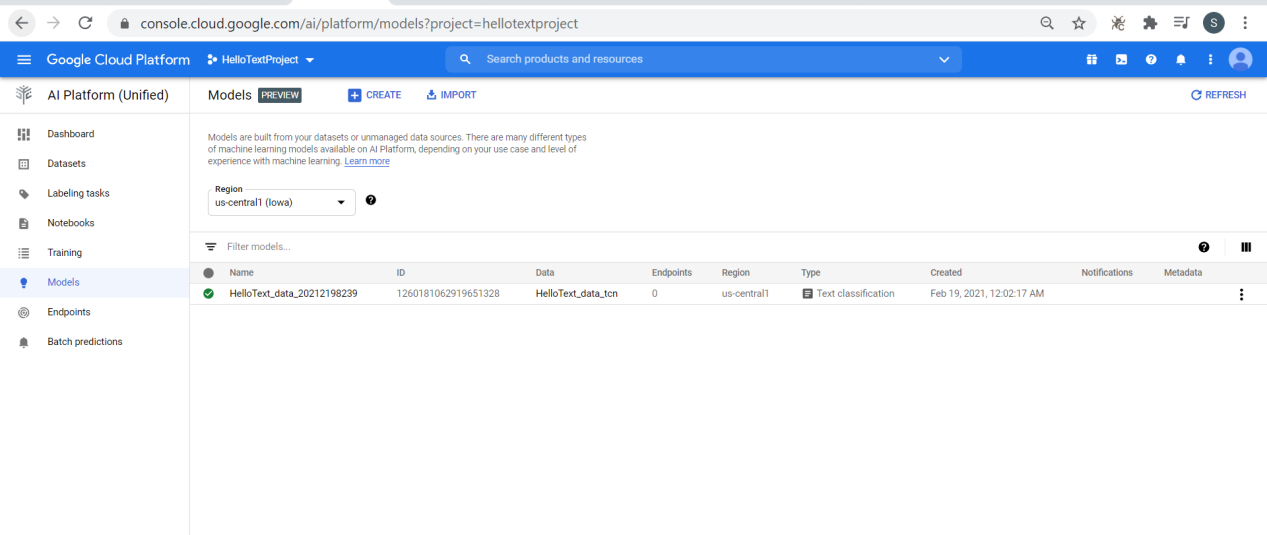 console.cloud.google.com/ai/platform/models?project=hellotextproject
S
Google Cloud Platform HelloTextProject Search products and resources
AI Platform (Unified) Models PREVIEW CREATE IMPORT REFRESH
Dashboard
Datasets
Labeling tasks
Notebooks
Training
Models
Endpoints
Batch predictions
Models are built from your datasets or unmanaged data sources. There are many different types
of machine learning models available on AI Platform, depending on your use case and level of
experience with machine learning. Learn more
Region
us-central1 (Iowa)
Filter models...
Name ID Data Endpoints Region Type Created Notifications Metadata
HelloText_data_20212198239 1260181062919651328 HelloText_data_tcn 0 us-central1 Text classification Feb 19, 2021, 12:02:17 AM